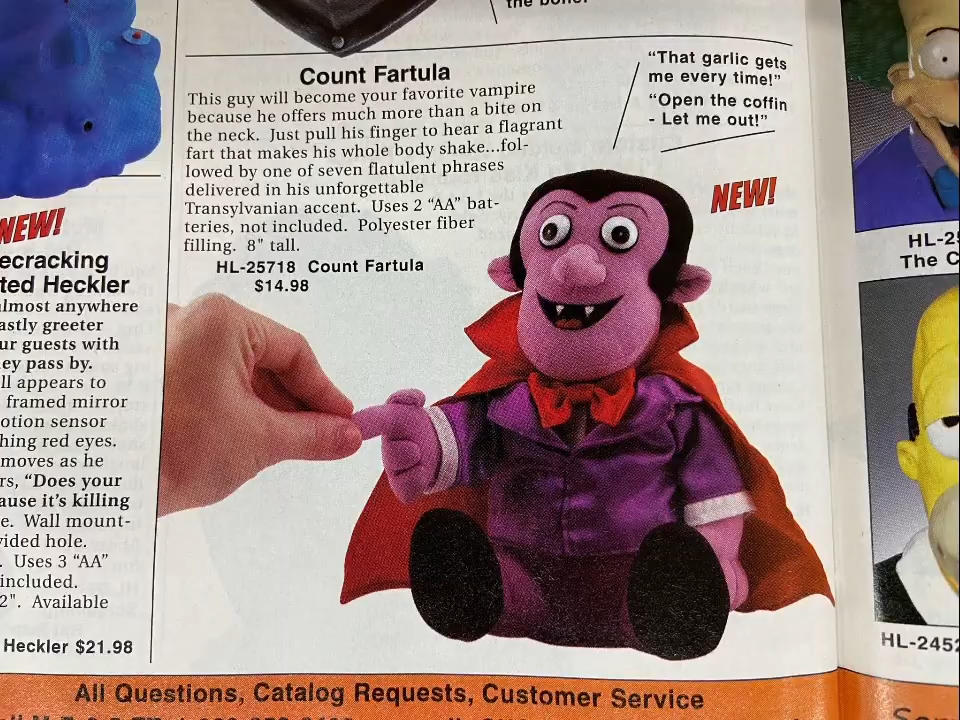 the bone!"
Count Fartula
This guy will become your favorite vampire
because he offers much more than a bite on
the neck. Just pull his finger to hear a flagrant
fart that makes his whole body shake...fol-
lowed by one of seven flatulent phrases
delivered in his unforgettable
Transylvanian accent. Uses 2 “AA” bat-
teries, not included. Polyester fiber
filling. 8" tall.
HL-25718 Count Fartula
$14.98
“That garlic gets
me every time!”
“Open the coffin
- Let me out!”
NEW!
NEW!
ecracking
ted Heckler
almost anywhere
astly greeter
ur guests with
ey pass by.
ll appears to
framed mirror
otion sensor
hing red eyes.
moves as he
rs, “Does your
ause it's killing
e. Wall mount-
vided hole.
. Uses 3 “AA”
included.
2". Available
Heckler $21.98
HL-25
The C
HL-2452
All Questions, Catalog Requests, Customer Service